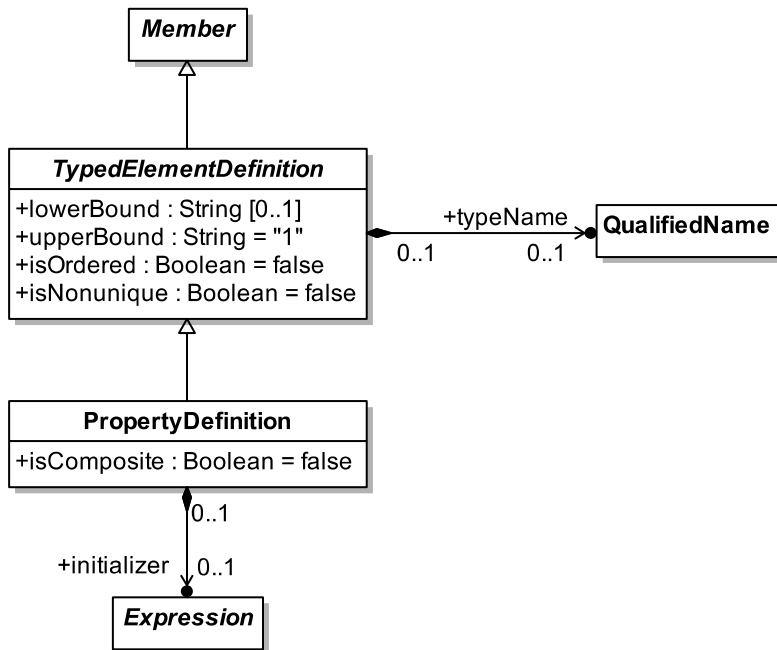 Member
TypedElementDefinition
+lowerBound : String [0..1]
+upperBound : String = "1"
+isOrdered : Boolean = false
+isNonunique : Boolean = false
+typeName
0..1
0..1
QualifiedName
PropertyDefinition
+isComposite : Boolean = false
0..1
+initializer
0..1
Expression